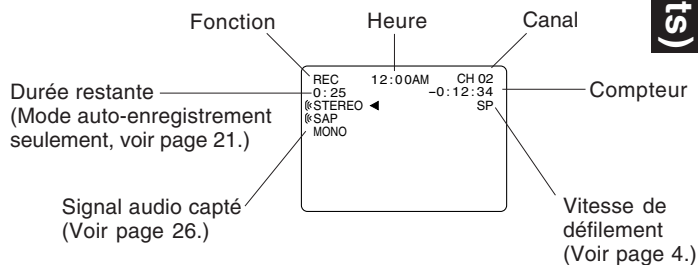 Fonction
Heure
Canal
ts)
REC 12:00AM CH 02
0:25 -0:12:34
STEREO ◄ SP
SAP
MONO
Durée restante
(Mode auto-enregistrement
seulement, voir page 21.)
Compteur
Signal audio capté
(Voir page 26.)
Vitesse de
défilement
(Voir page 4.)